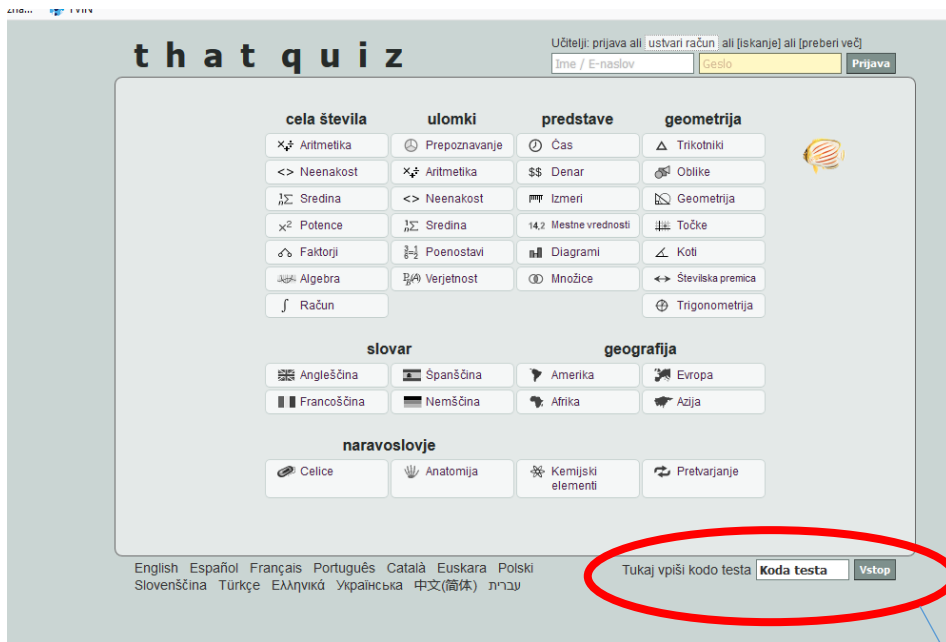 thatquiz
Učitelji: prijava ali ustvari račun ali [iskanje] ali [preberi več]
Ime / E-naslov Geslo Prijava
cela števila ulomki predstave geometrija
Aritmetika Prepoznavanje Čas Trikotniki
<> Neenakost Aritmetika $$ Denar Oblike
Sredina <> Neenakost Izmeri Geometrija
x² Potence Sredina 14,2 Mestne vrednosti Točke
Faktorji Poenostavi Diagrami Koti
Algebra Verjetnost Množice Številska premica
∫ Račun Trigonometrija
slovar geografija
Angleščina Španščina Amerika Evropa
Francoščina Nemščina Afrika Azija
naravoslovje
Celice Anatomija Kemijski elementi Pretvarjanje
English Español Français Português Català Euskara Polski
Slovenščina Türkçe Ελληνικά Українська 中文(简体) עברית
Tukaj vpiši kodo testa Koda testa Vstop